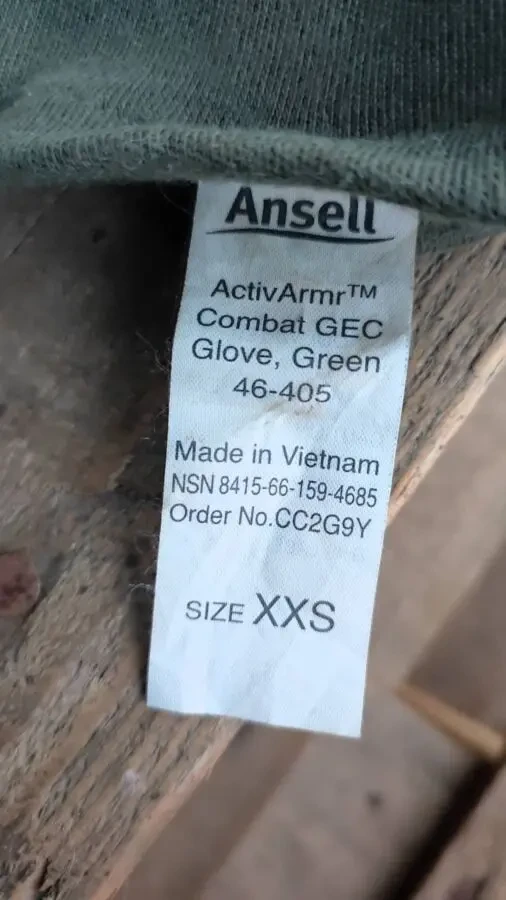 Ansell
ActivArmr™
Combat GEC
Glove, Green
46-405
Made in Vietnam
NSN 8415-66-159-4685
Order No.CC2G9Y
SIZE XXS